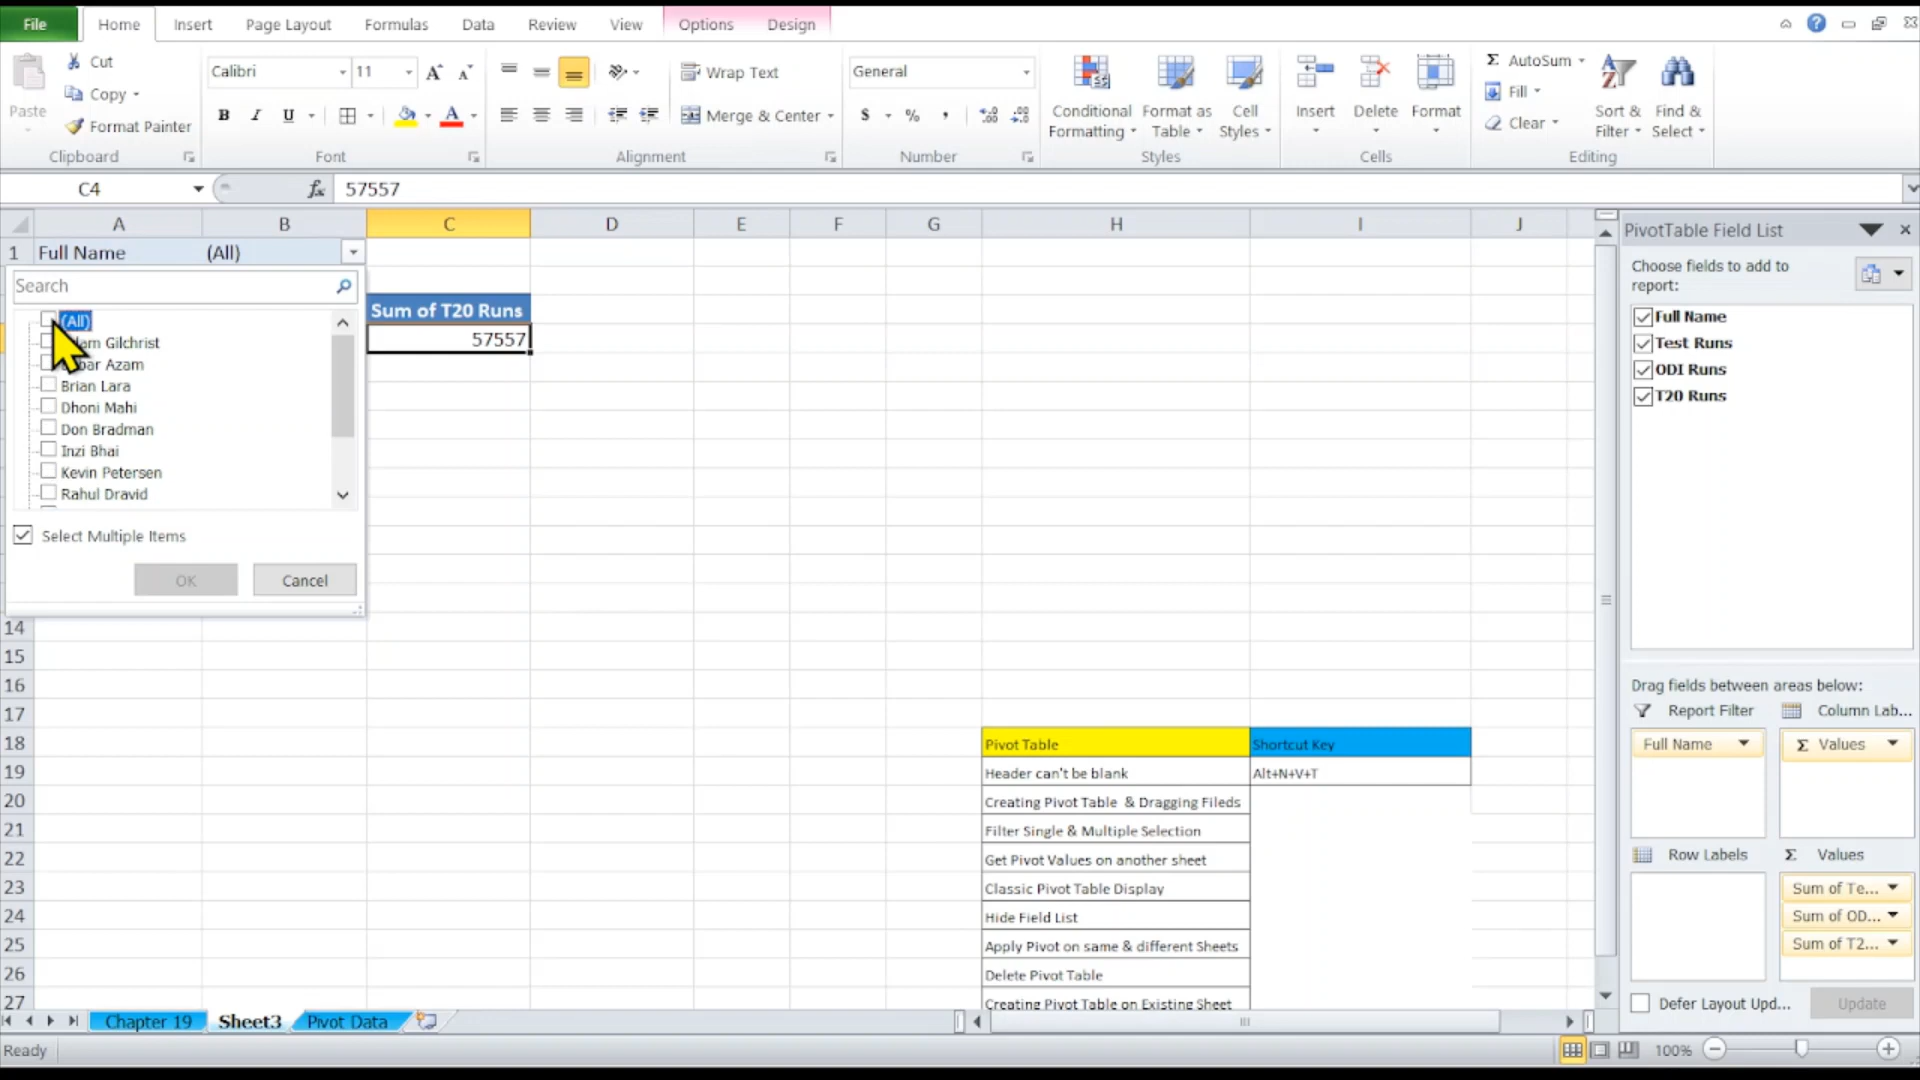 File Home Insert Page Layout Formulas Data Review View Options Design
Paste
Cut
Copy
Format Painter
Clipboard
Calibri 11
B I U
Font
Wrap Text
Merge & Center
Alignment
General
$ % ,
Number
Conditional Formatting
Format as Table
Cell Styles
Styles
Insert Delete Format
Cells
Σ AutoSum
Fill
Clear
Sort & Filter
Find & Select
Editing
C4 fx 57557
A B C D E F G H I J
1 Full Name (All)
Search
(All)
Gilchrist
Azam
Brian Lara
Dhoni Mahi
Don Bradman
Inzi Bhai
Kevin Petersen
Rahul Dravid
Select Multiple Items
OK Cancel
Sum of T20 Runs
57557
14
15
16
17
18 Pivot Table Shortcut Key
19 Header can't be blank Alt+N+V+T
20 Creating Pivot Table & Dragging Fileds
21 Filter Single & Multiple Selection
22 Get Pivot Values on another sheet
23 Classic Pivot Table Display
24 Hide Field List
25 Apply Pivot on same & different Sheets
26 Delete Pivot Table
27 Creating Pivot Table on Existing Sheet
Chapter 19 Sheet3 Pivot Data
Ready
100%
PivotTable Field List
Choose fields to add to
report:
Full Name
Test Runs
ODI Runs
T20 Runs
Drag fields between areas below:
Report Filter Column Lab...
Full Name Σ Values
Row Labels Σ Values
Sum of Te...
Sum of OD...
Sum of T2...
Defer Layout Upd... Update